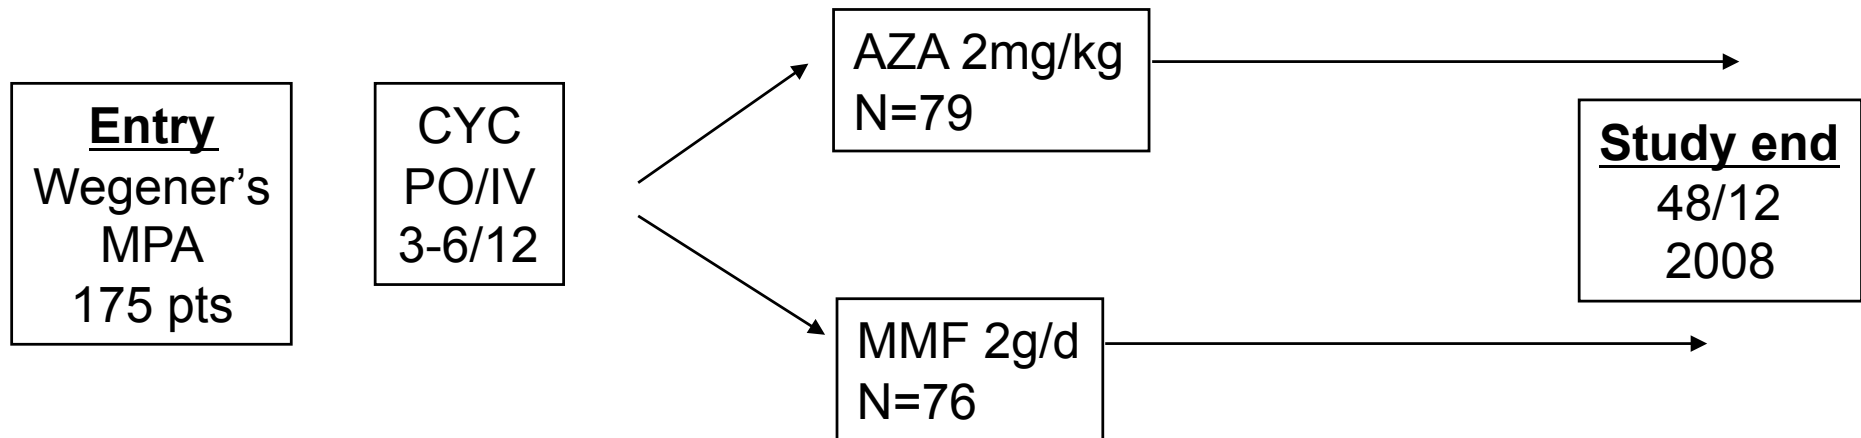 Entry
Wegener’s
MPA
175 pts
CYC
PO/IV
3-6/12
AZA 2mg/kg
N=79
MMF 2g/d
N=76
Study end
48/12
2008